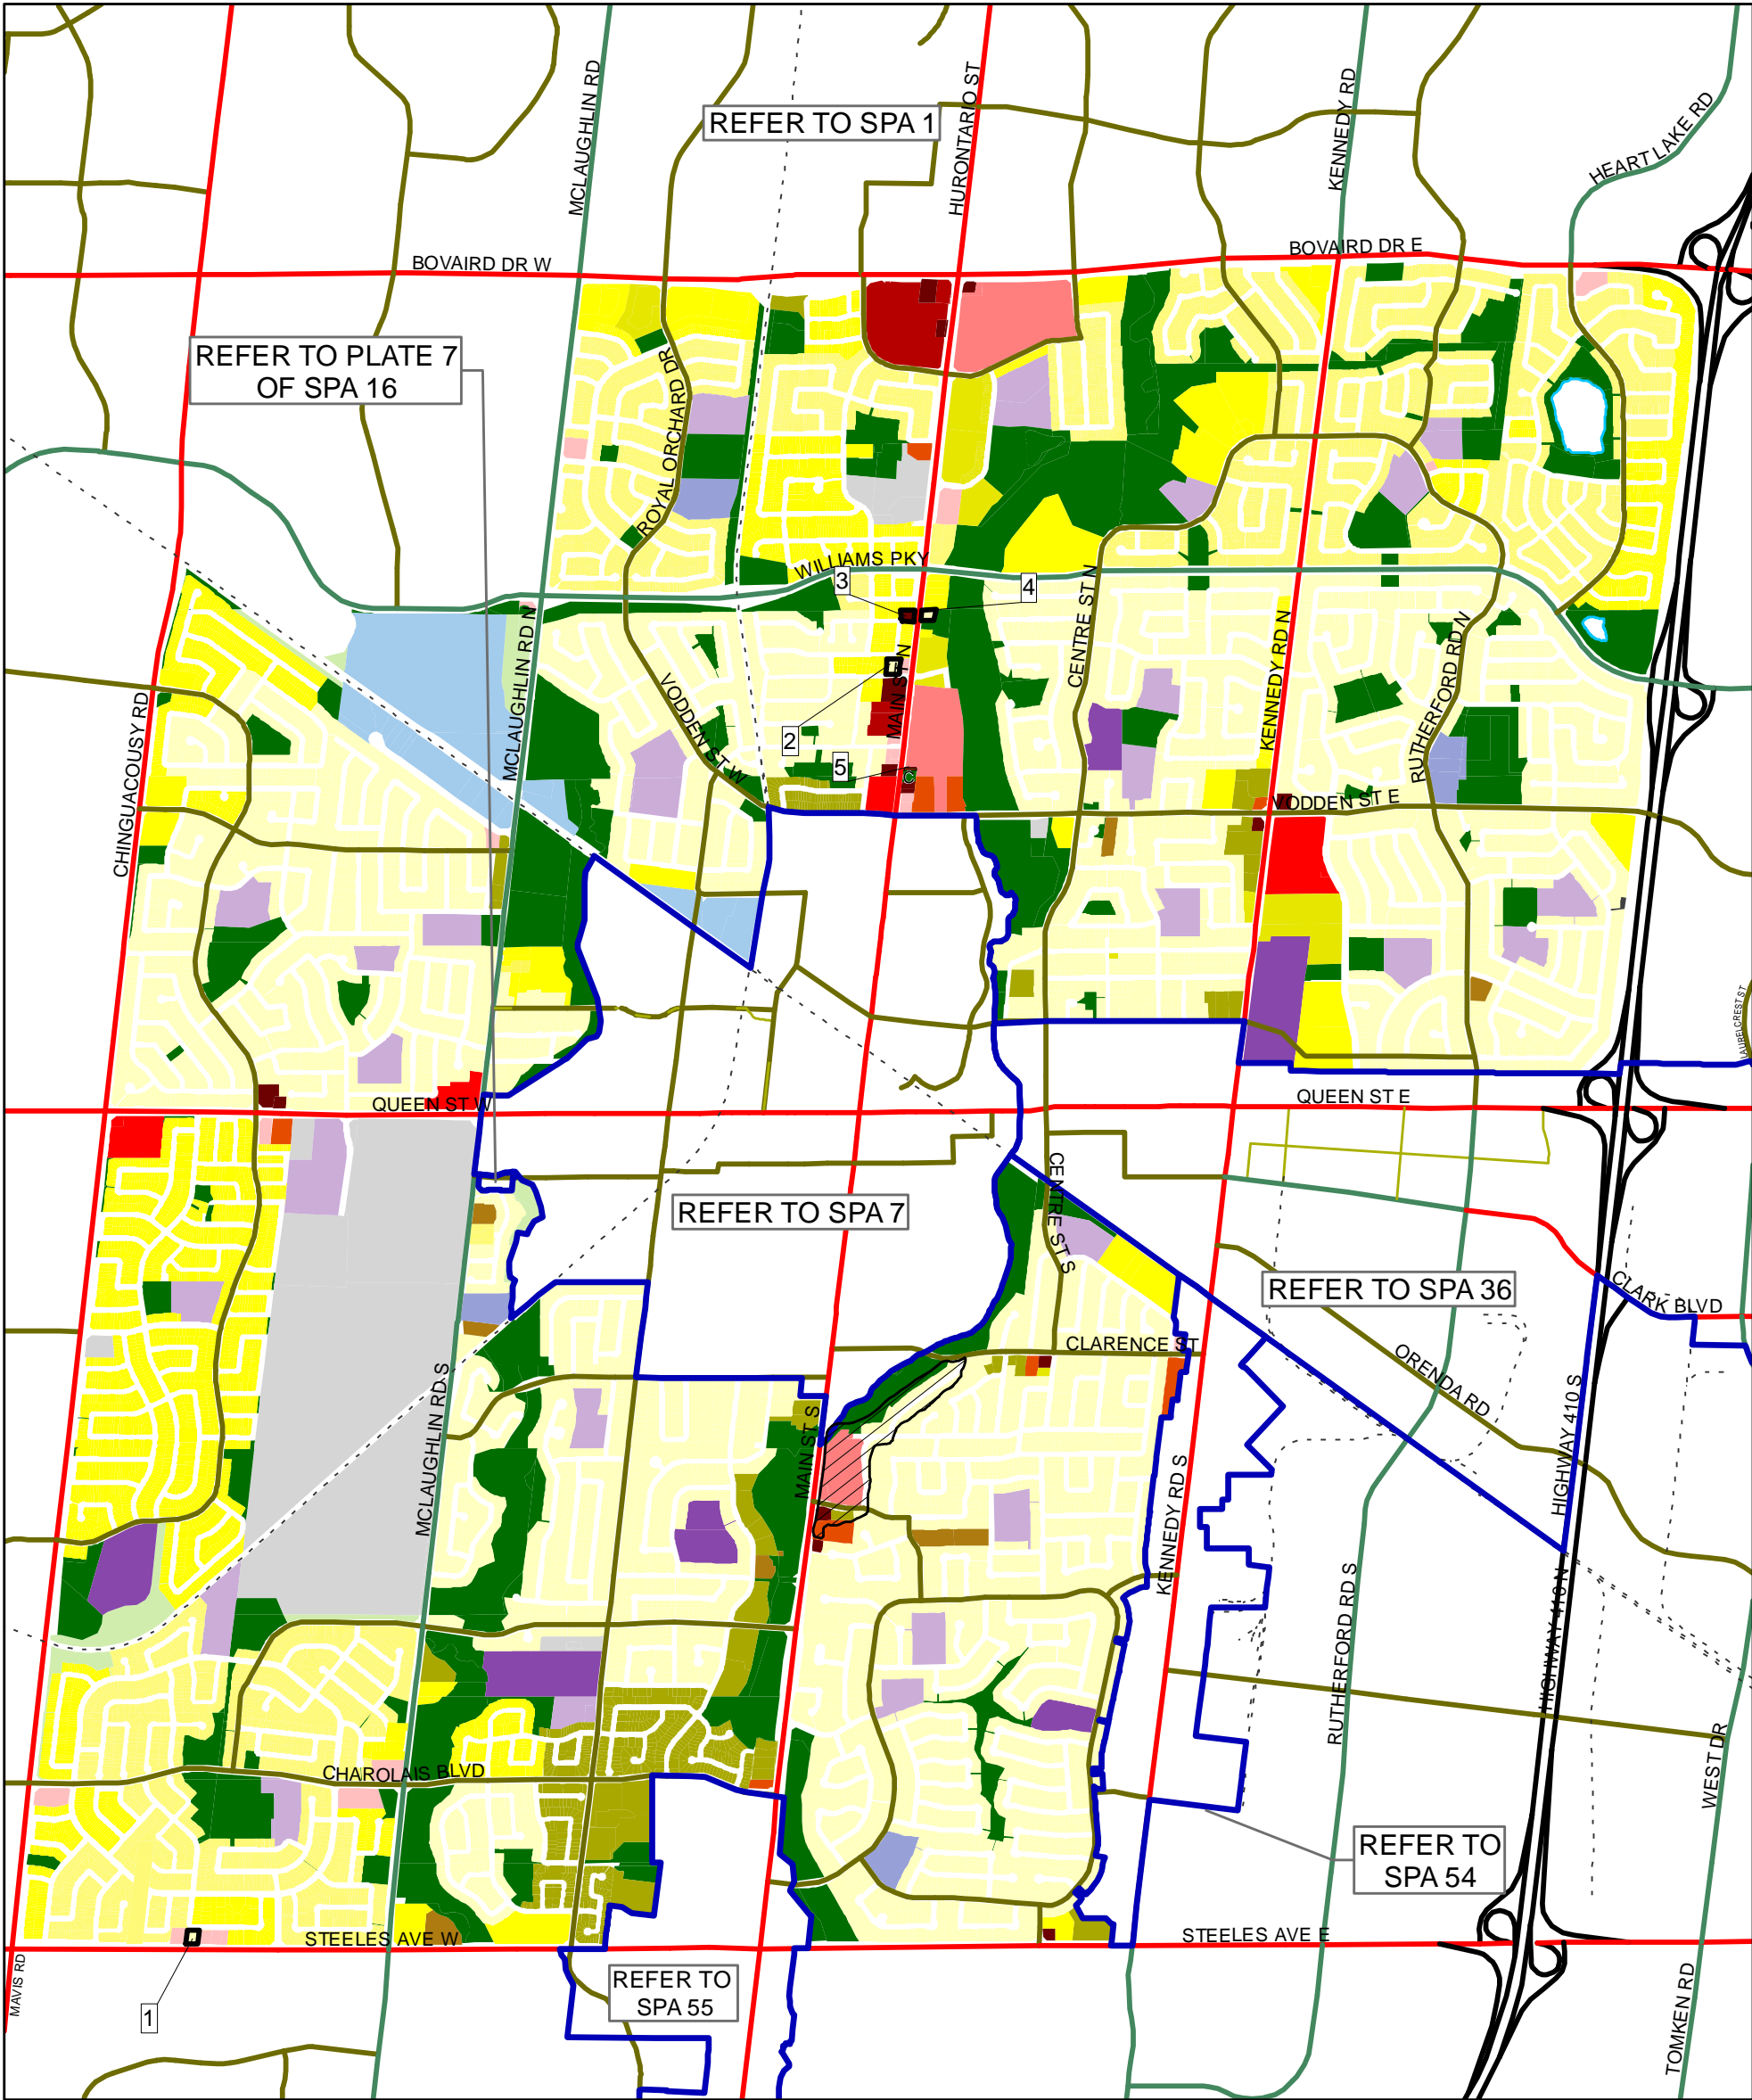 MCLAUGHLIN RD
REFER TO SPA 1
HURONTARIO ST
KENNEDY RD
HEART LAKE RD
BOVAIRD DR W
BOVAIRD DR E
REFER TO PLATE 7
OF SPA 16
ROYAL ORCHARD DR
WILLIAMS PKY
3
4
CENTRE ST N
MCLAUGHLIN RD N
VODDEN ST W
MAIN ST N
KENNEDY RD N
RUTHERFORD RD N
CHINGUACOUSY RD
2
5
C
VODDEN ST E
LAURELCREST ST
QUEEN ST W
QUEEN ST E
CENTRE ST S
REFER TO SPA 7
REFER TO SPA 36
CLARK BLVD
CLARENCE ST
ORENDA RD
MCLAUGHLIN RD S
MAIN ST S
HIGHWAY 410 S
KENNEDY RD S
RUTHERFORD RD S
HIGHWAY 410 N
WEST DR
CHAROLAIS BLVD
REFER TO
SPA 54
STEELES AVE W
STEELES AVE E
MAVIS RD
REFER TO
SPA 55
1
TOMKEN RD